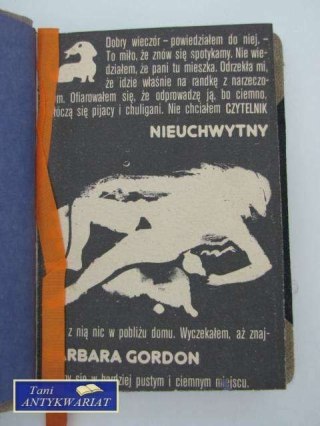 Dobry wieczór – powiedziałem do niej. –
To miło, że znów się spotykamy. Nie wie-
działem, że pani tu mieszka. Odrzekła mi,
że idzie właśnie na randkę z narzeczo-
m. Ofiarowałem się, że odprowadzę ją, bo ciemno,
łóczą się pijacy i chuligani. Nie chciałem CZYTELNIK
NIEUCHWYTNY
z nią nic w pobliżu domu. Wyczekałem, aż znaj-
ARBARA GORDON
się w bardziej pustym i ciemnym miejscu.
Tani
ANTYKWARIAT